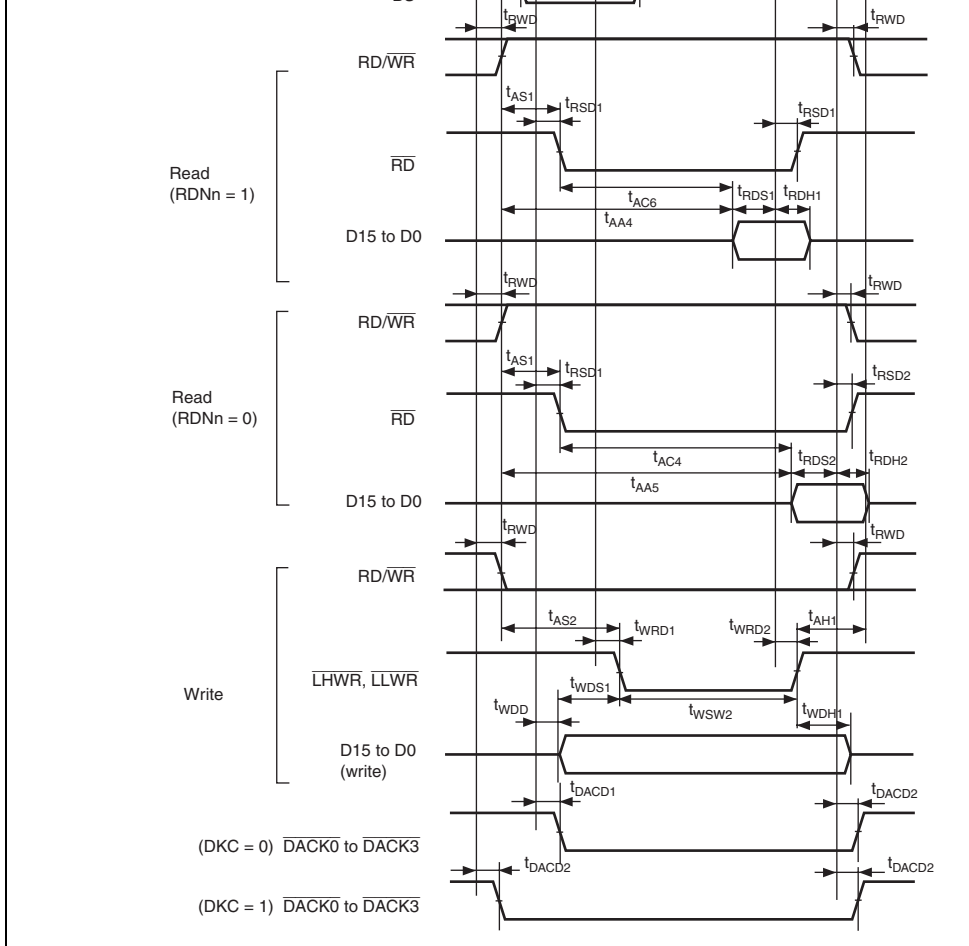 tRWD
tRWD
RD/WR
tAS1
tRSD1
tRSD1
RD
Read
(RDNn = 1)
tAC6
tRDS1
tRDH1
tAA4
D15 to D0
tRWD
tRWD
RD/WR
tAS1
tRSD1
tRSD2
Read
(RDNn = 0)
RD
tAC4
tRDS2
tRDH2
tAA5
D15 to D0
tRWD
tRWD
RD/WR
tAS2
tWRD1
tWRD2
tAH1
LHWR, LLWR
Write
tWDS1
tWDD
tWSW2
tWDH1
D15 to D0
(write)
tDACD1
tDACD2
(DKC = 0) DACK0 to DACK3
tDACD2
tDACD2
(DKC = 1) DACK0 to DACK3